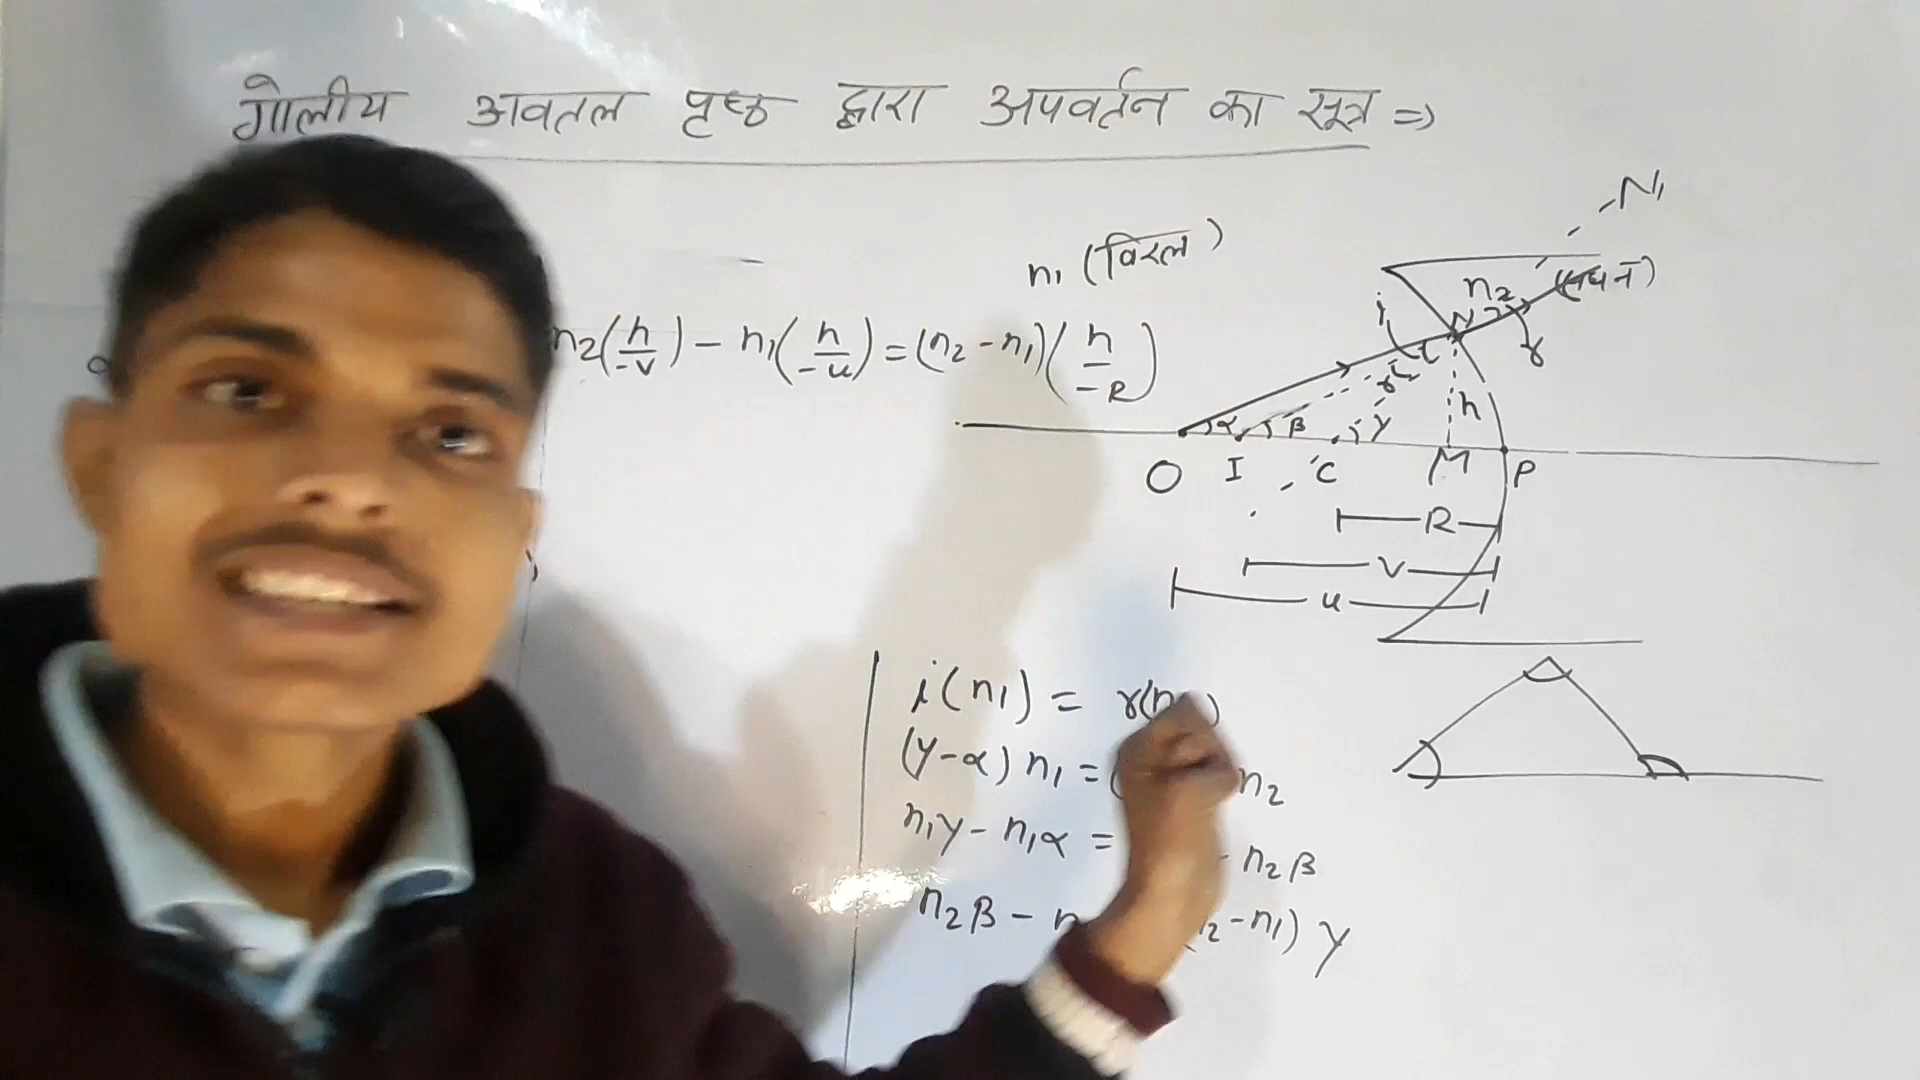 गोलीय अवतल पृष्ठ द्वारा अपवर्तन का सूत्र ⇒
n₁ (विरल)
n₂ (सघन)
N₁
n₂(h/-v) - n₁(h/-u) = (n₂ - n₁)(h/-R)
i
r
N
i
r
h
α β γ
O I C M P
R
v
u
i(n₁) = r(n
(γ-α) n₁ = ( n₂
n₁γ - n₁α = - n₂β
n₂β - n ₂-n₁) γ